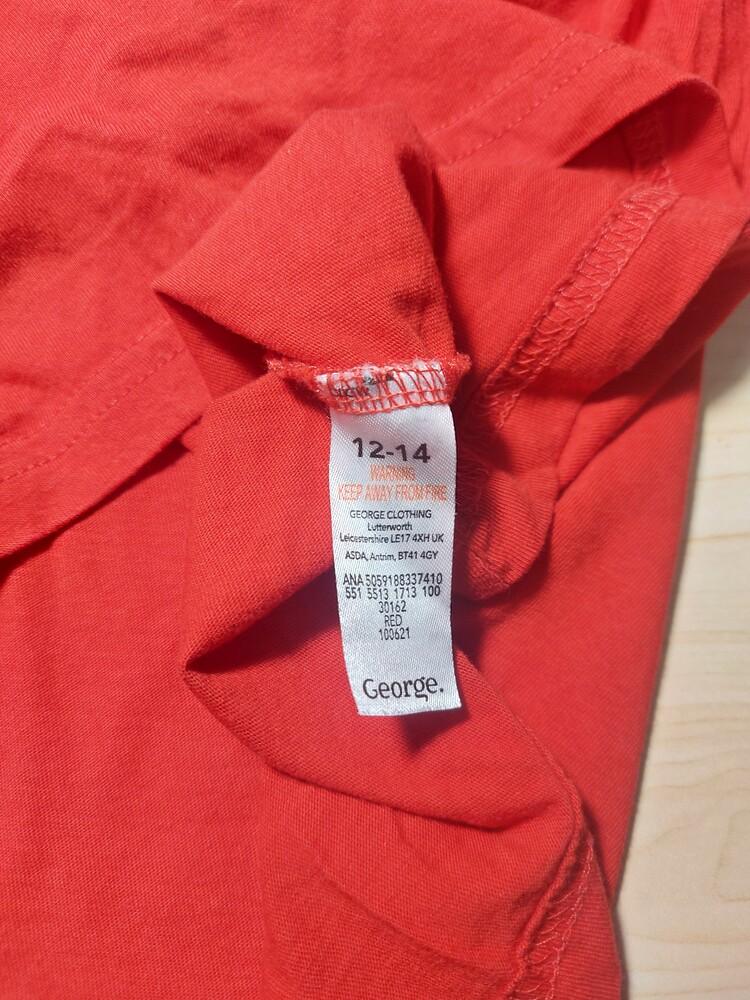 12-14
WARNING
KEEP AWAY FROM FIRE
GEORGE CLOTHING
Lutterworth
Leicestershire LE17 4XH UK
ASDA, Antrim, BT41 4GY
ANA 5059188337410
551 5513 1713 100
30162
RED
100621
George.